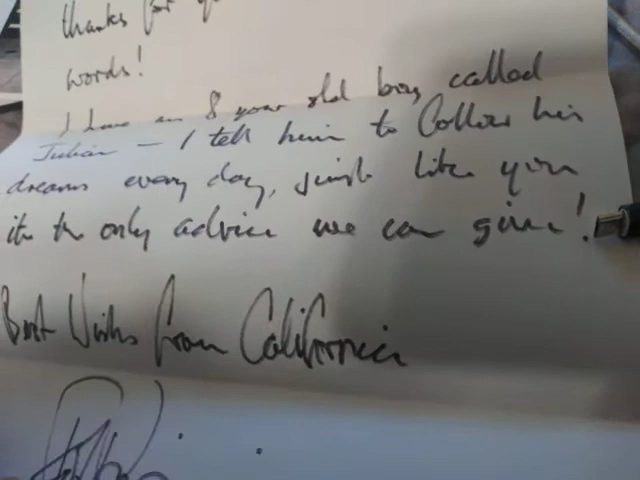 thanks for
words!
I have an 8 year old boy called
Julian — I tell him to follow his
dreams every day, just like you
it's the only advice we can give!
Best Wishes from California